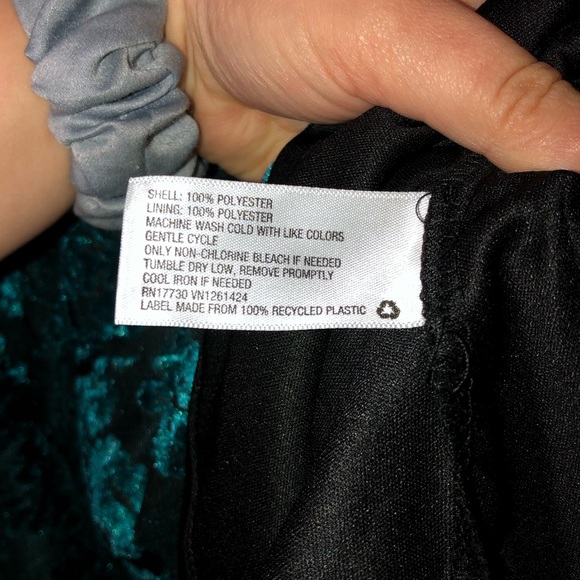 SHELL: 100% POLYESTER
LINING: 100% POLYESTER
MACHINE WASH COLD WITH LIKE COLORS
GENTLE CYCLE
ONLY NON-CHLORINE BLEACH IF NEEDED
TUMBLE DRY LOW, REMOVE PROMPTLY
COOL IRON IF NEEDED
RN17730 VN1261424
LABEL MADE FROM 100% RECYCLED PLASTIC